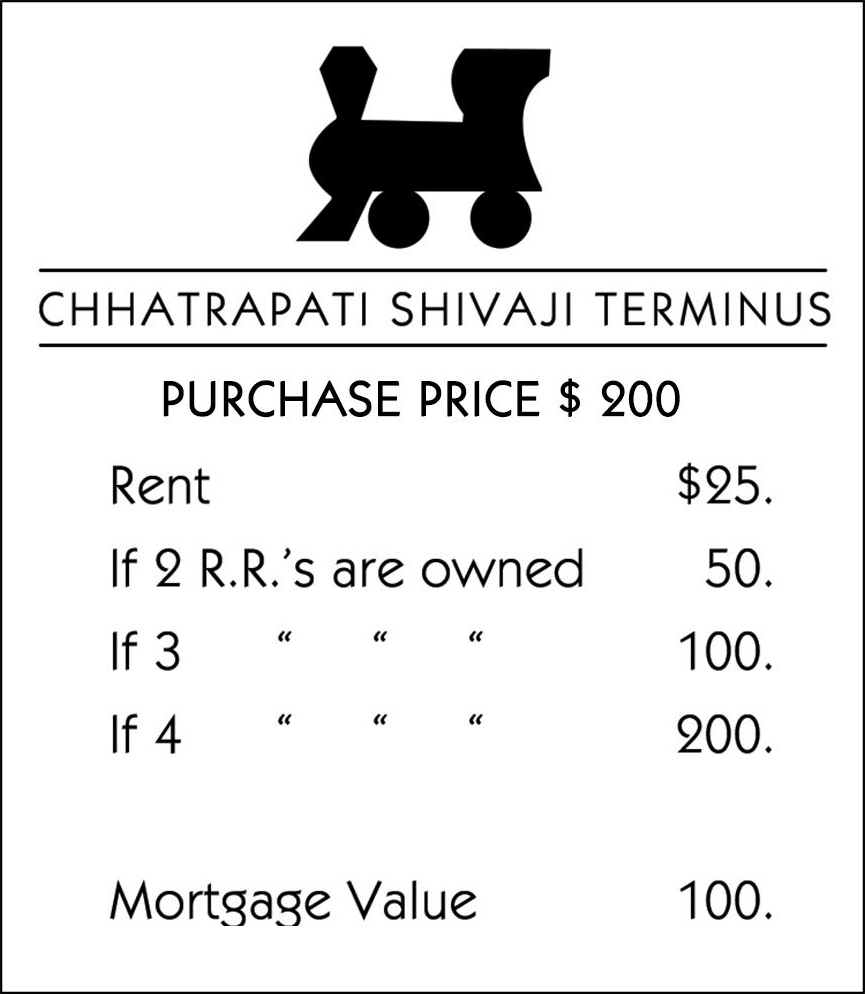 CHHATRAPATI SHIVAJI TERMINUS
PURCHASE PRICE $ 200
Rent $25.
If 2 R.R.’s are owned 50.
If 3 “ “ “ 100.
If 4 “ “ “ 200.
Mortgage Value 100.